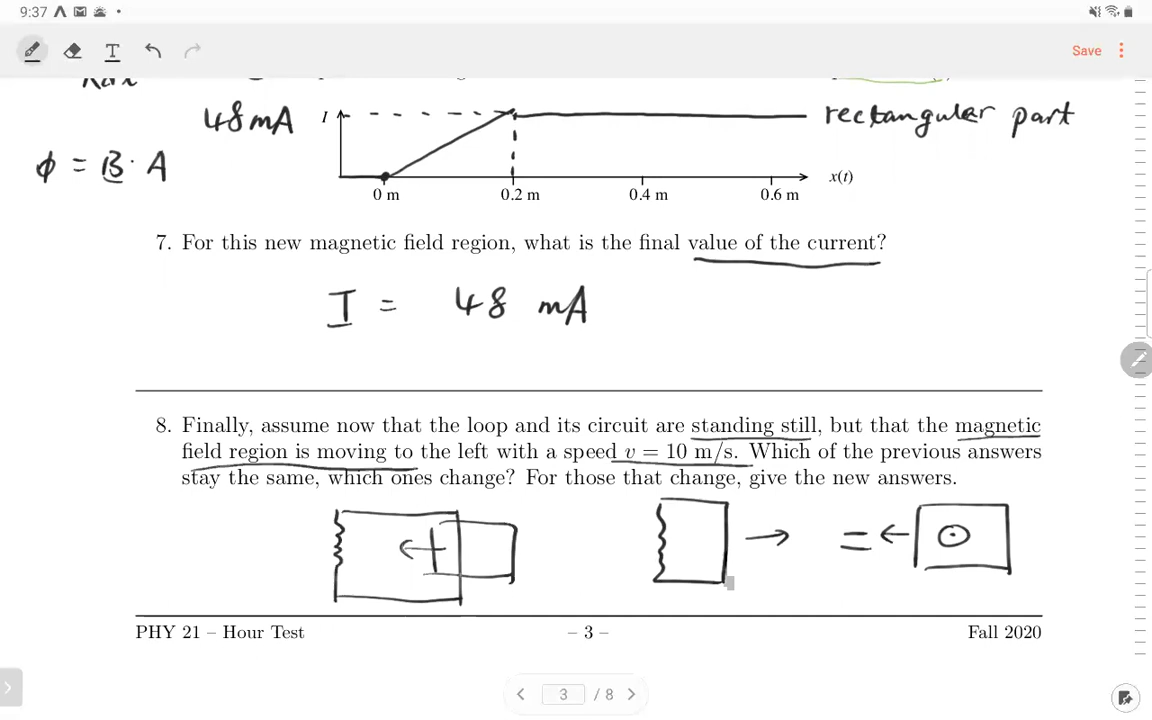 9:37
T
Save
48 mA I
rectangular part
ϕ = B · A
x(t)
0 m 0.2 m 0.4 m 0.6 m
7. For this new magnetic field region, what is the final value of the current?
I = 48 mA
8. Finally, assume now that the loop and its circuit are standing still, but that the magnetic
field region is moving to the left with a speed v = 10 m/s. Which of the previous answers
stay the same, which ones change? For those that change, give the new answers.
=
PHY 21 – Hour Test – 3 – Fall 2020
3 / 8